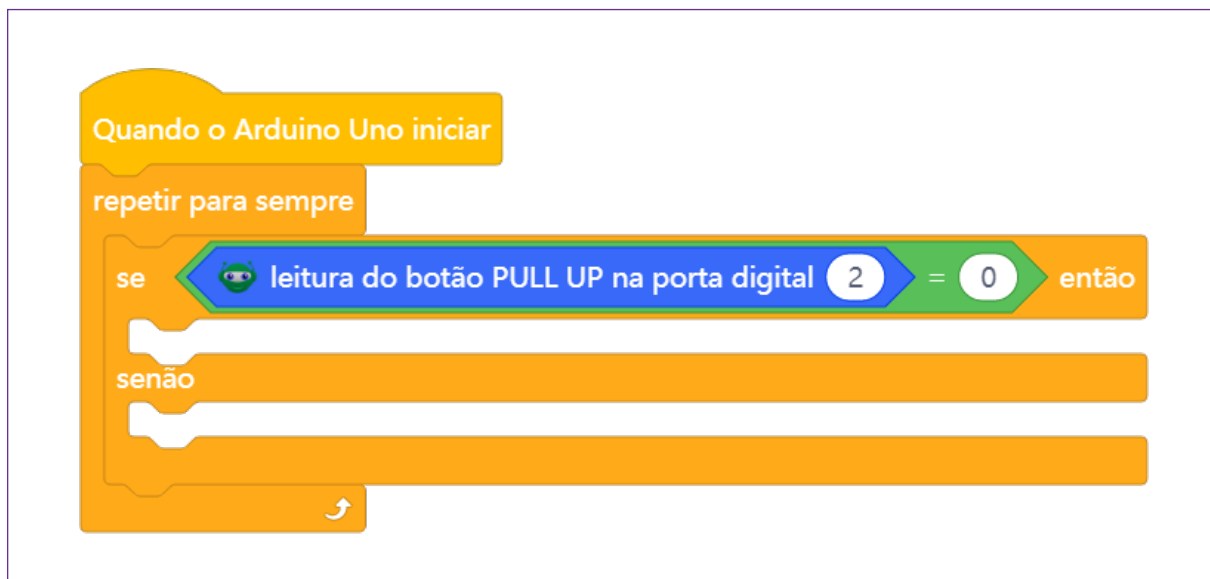 Quando o Arduino Uno iniciar
repetir para sempre
se leitura do botão PULL UP na porta digital 2 = 0 então
senão